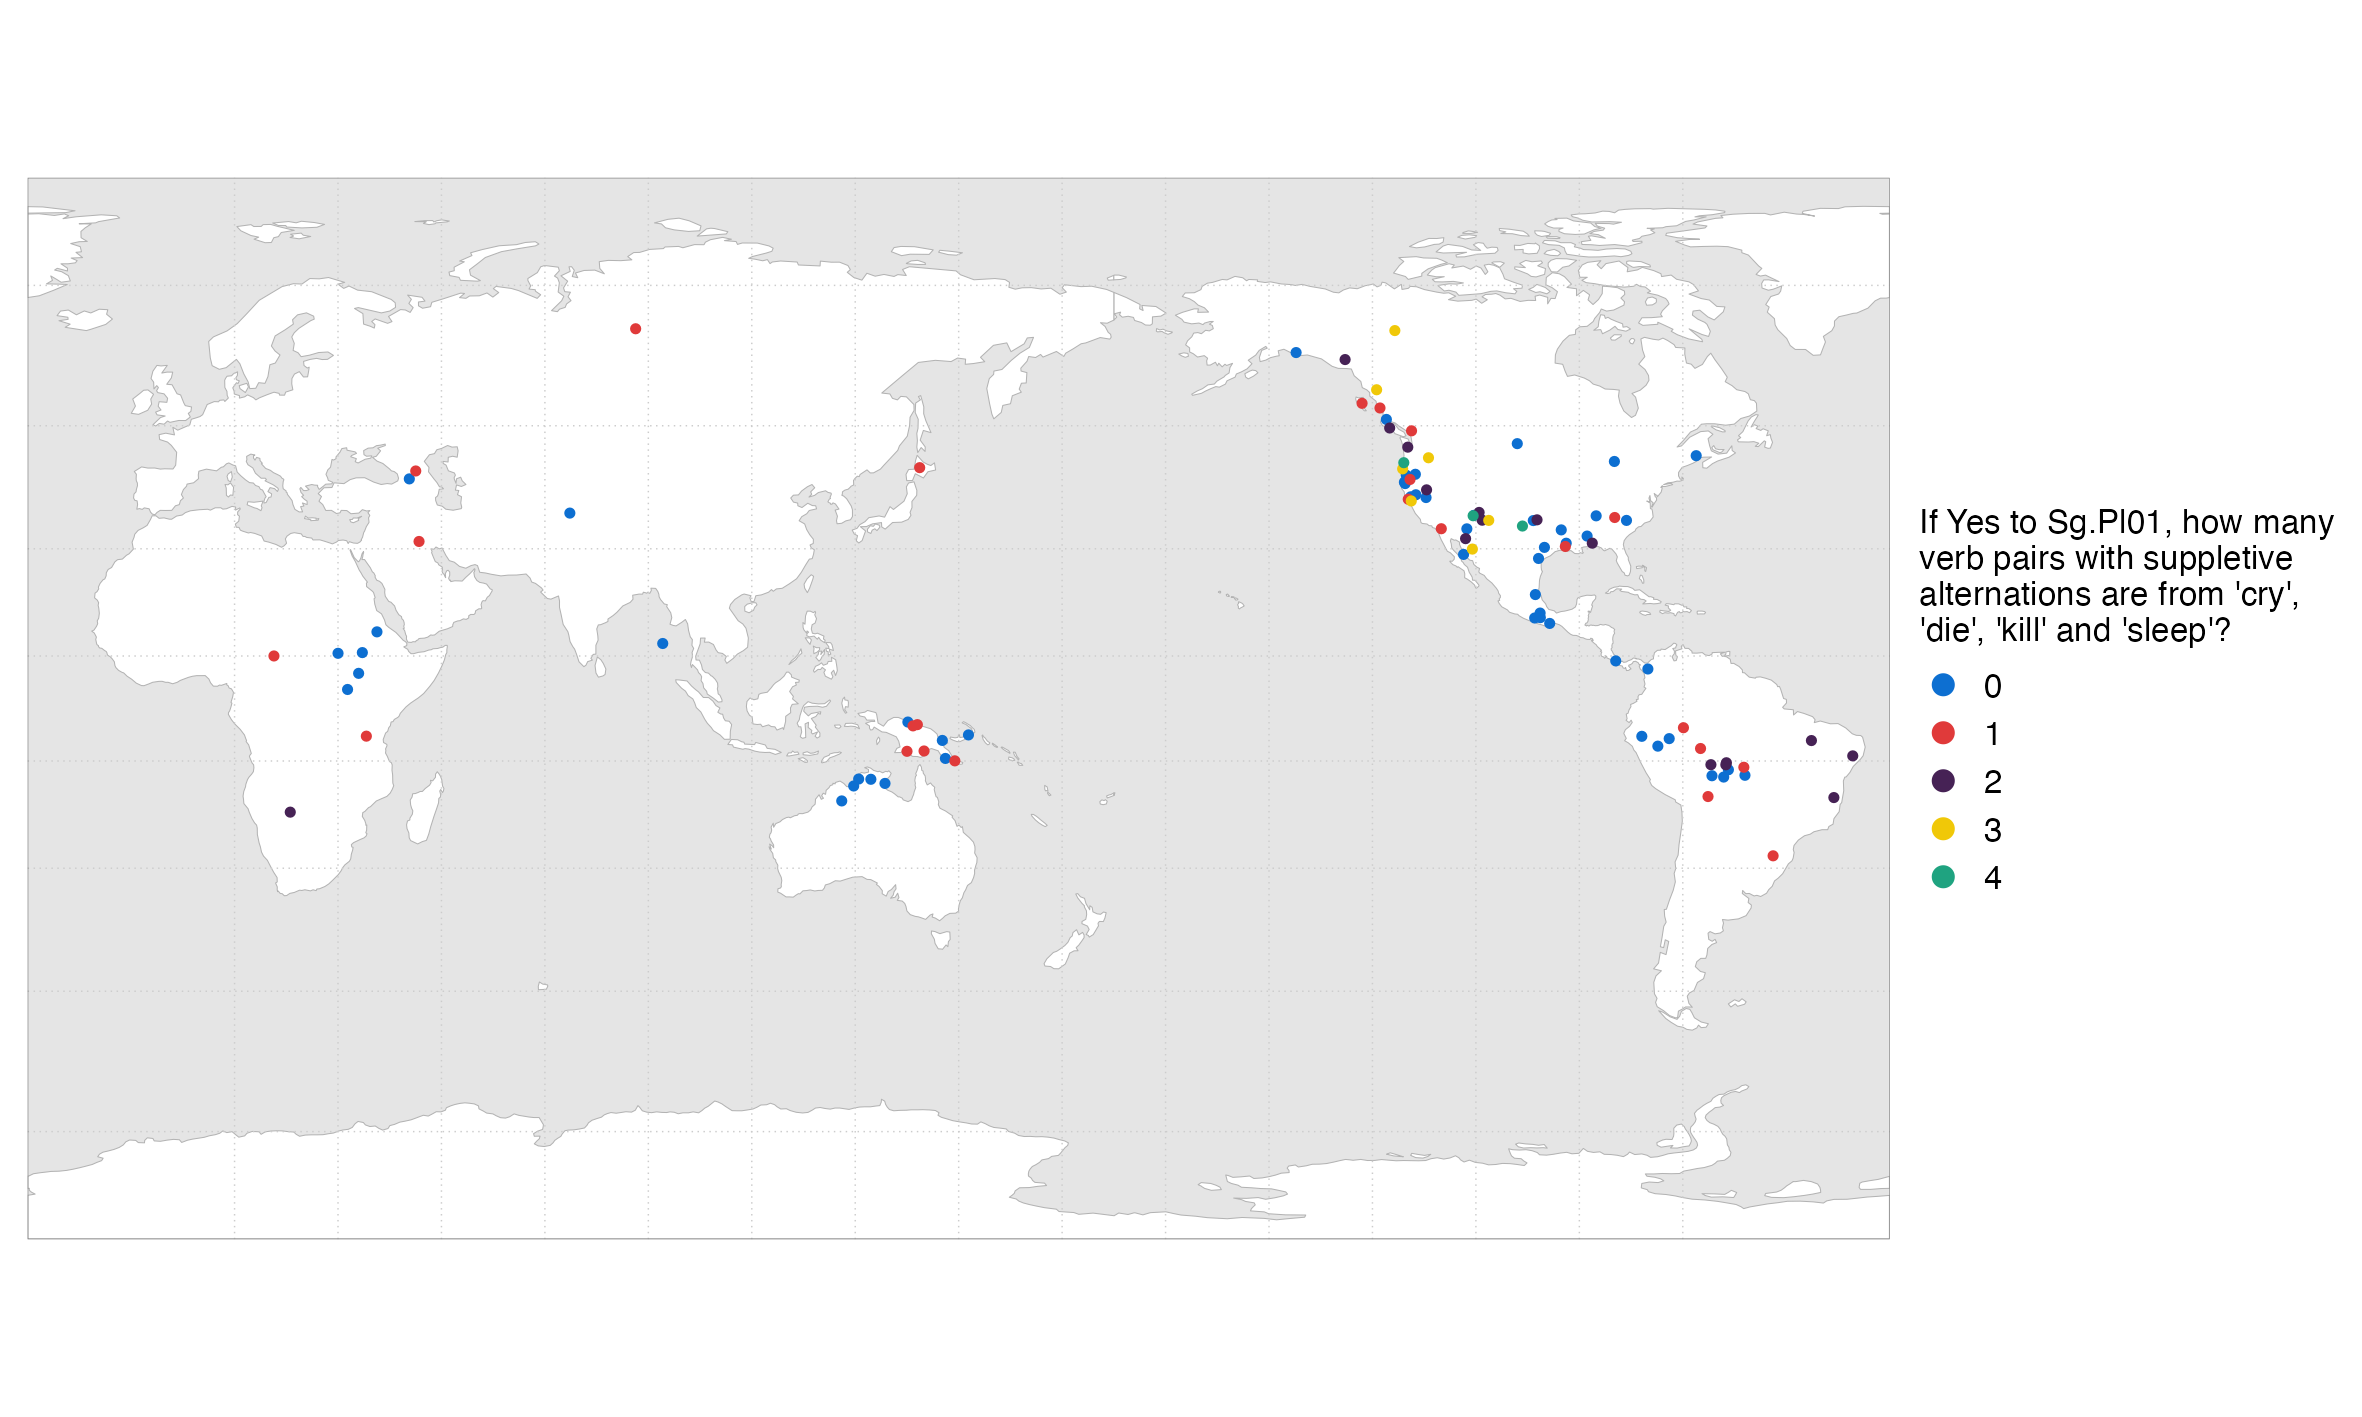 If Yes to Sg.Pl01, how many
verb pairs with suppletive
alternations are from 'cry',
'die', 'kill' and 'sleep'?
0
1
2
3
4